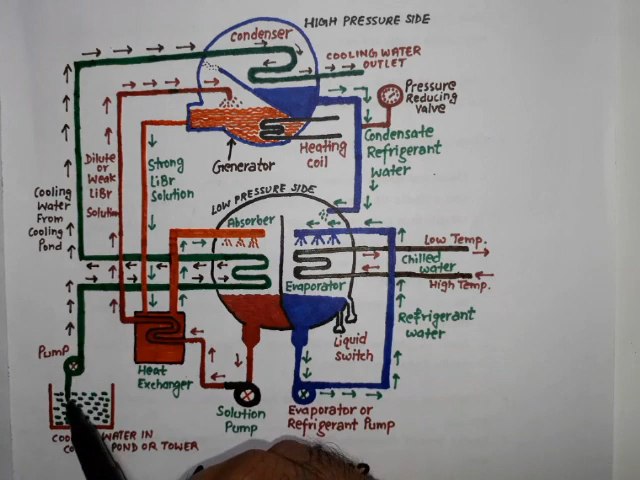 HIGH PRESSURE SIDE
Condenser
COOLING WATER
OUTLET
Pressure
Reducing
Valve
Condensate
Refrigerant
Water
Heating
Coil
Generator
Dilute
or
Weak
LiBr
Solution
Strong
LiBr
Solution
Cooling
Water
From
Cooling
Pond
LOW PRESSURE SIDE
Absorber
Evaporator
Low Temp.
Chilled
Water
High Temp.
Refrigerant
Water
Liquid
Switch
Pump
Heat
Exchanger
Solution
Pump
Evaporator or
Refrigerant Pump
WATER IN
POND OR TOWER